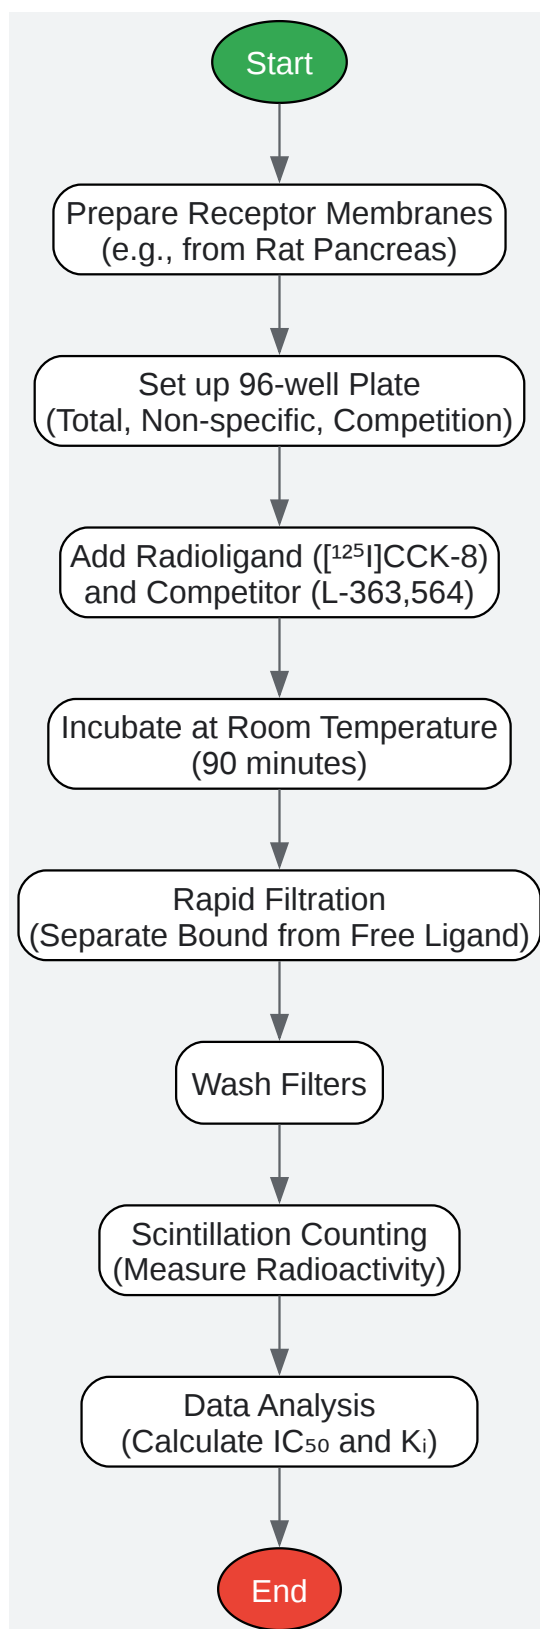 Start
Prepare Receptor Membranes
(e.g., from Rat Pancreas)
Set up 96-well Plate
(Total, Non-specific, Competition)
Add Radioligand ([¹²⁵I]CCK-8)
and Competitor (L-363,564)
Incubate at Room Temperature
(90 minutes)
Rapid Filtration
(Separate Bound from Free Ligand)
Wash Filters
Scintillation Counting
(Measure Radioactivity)
Data Analysis
(Calculate IC₅₀ and Kᵢ)
End